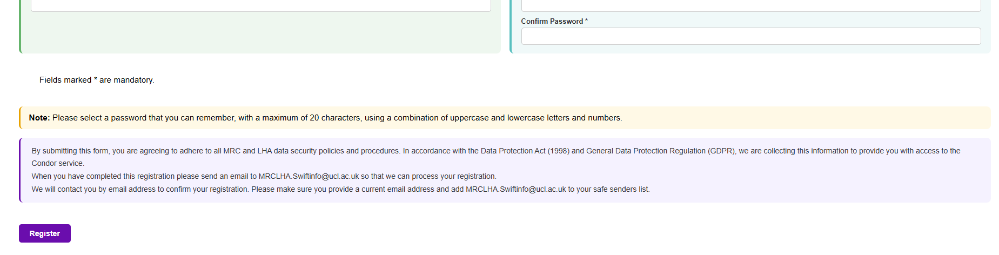 Confirm Password *
Fields marked * are mandatory.
Note: Please select a password that you can remember, with a maximum of 20 characters, using a combination of uppercase and lowercase letters and numbers.
By submitting this form, you are agreeing to adhere to all MRC and LHA data security policies and procedures. In accordance with the Data Protection Act (1998) and General Data Protection Regulation (GDPR), we are collecting this information to provide you with access to the
Condor service.
When you have completed this registration please send an email to MRCLHA.Swiftinfo@ucl.ac.uk so that we can process your registration.
We will contact you by email address to confirm your registration. Please make sure you provide a current email address and add MRCLHA.Swiftinfo@ucl.ac.uk to your safe senders list.
Register